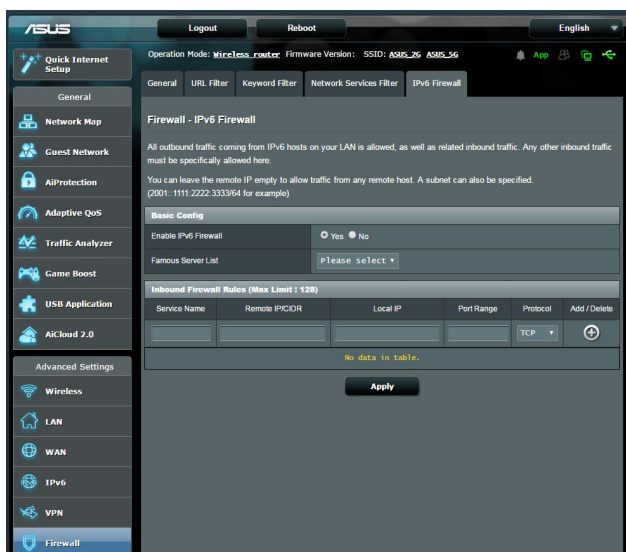 ASUS
Logout
Reboot
English
Quick Internet
Setup
Operation Mode: Wireless router Firmware Version: SSID: ASUS_2G ASUS_5G
App
General
URL Filter
Keyword Filter
Network Services Filter
IPv6 Firewall
General
Network Map
Guest Network
AiProtection
Adaptive QoS
Traffic Analyzer
Game Boost
USB Application
AiCloud 2.0
Advanced Settings
Wireless
LAN
WAN
IPv6
VPN
Firewall
Firewall - IPv6 Firewall
All outbound traffic coming from IPv6 hosts on your LAN is allowed, as well as related inbound traffic. Any other inbound traffic
must be specifically allowed here.
You can leave the remote IP empty to allow traffic from any remote host. A subnet can also be specified.
(2001::1111:2222:3333/64 for example)
Basic Config
Enable IPv6 Firewall
Yes No
Famous Server List
Please select
Inbound Firewall Rules (Max Limit : 128)
Service Name Remote IP/CIDR Local IP Port Range Protocol Add / Delete
TCP
No data in table.
Apply